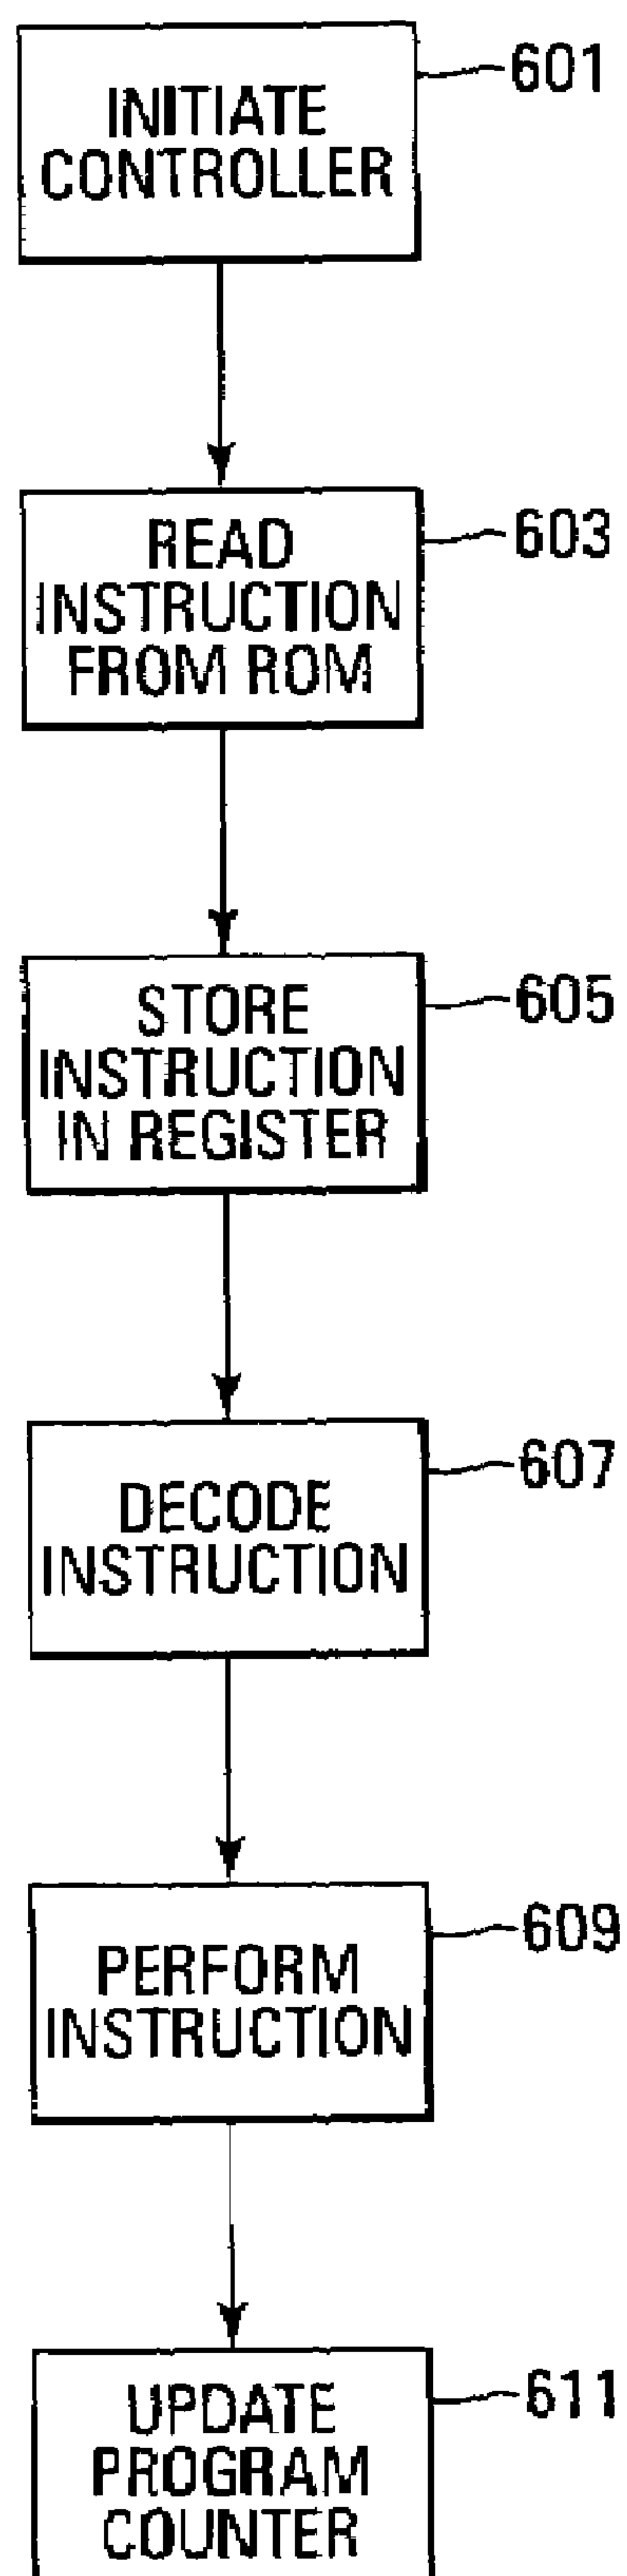 INITIATE
CONTROLLER
601
READ
INSTRUCTION
FROM ROM
603
STORE
INSTRUCTION
IN REGISTER
605
DECODE
INSTRUCTION
607
PERFORM
INSTRUCTION
609
UPDATE
PROGRAM
COUNTER
611